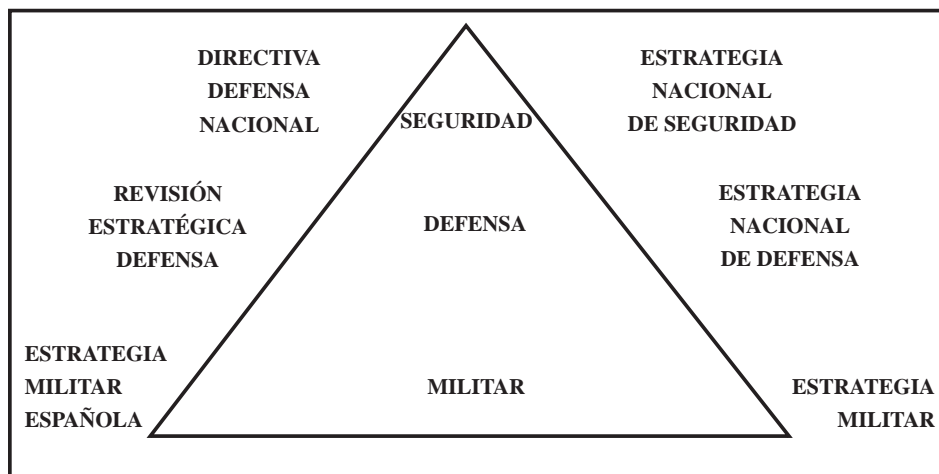 DIRECTIVA
DEFENSA
NACIONAL
SEGURIDAD
ESTRATEGIA
NACIONAL
DE SEGURIDAD
REVISIÓN
ESTRATÉGICA
DEFENSA
DEFENSA
ESTRATEGIA
NACIONAL
DE DEFENSA
ESTRATEGIA
MILITAR
ESPAÑOLA
MILITAR
ESTRATEGIA
MILITAR